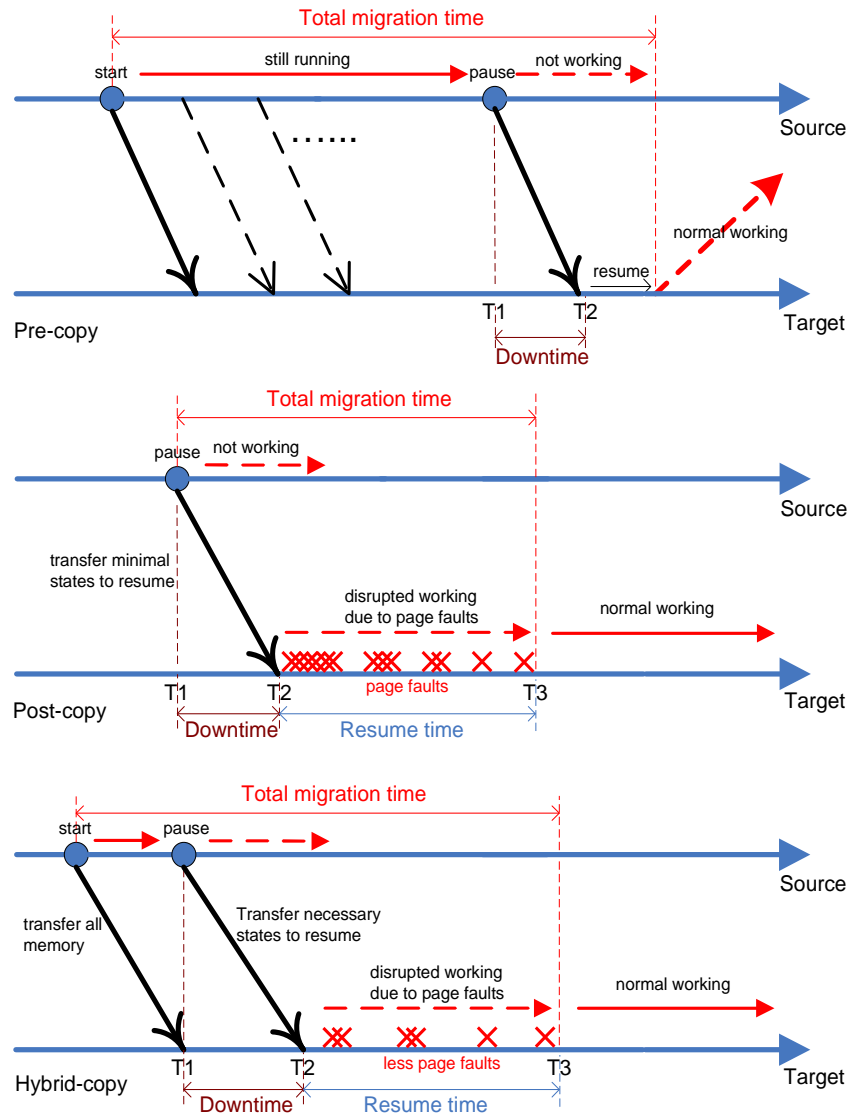 Total migration time
start
still running
pause
not working
Source
......
normal working
resume
T1
T2
Target
Pre-copy
Downtime
Total migration time
pause
not working
Source
transfer minimal
states to resume
disrupted working
due to page faults
normal working
T1
T2
page faults
T3
Target
Post-copy
Downtime
Resume time
Total migration time
start
pause
Source
transfer all
memory
Transfer necessary
states to resume
disrupted working
due to page faults
normal working
T1
T2
less page faults
T3
Target
Hybrid-copy
Downtime
Resume time